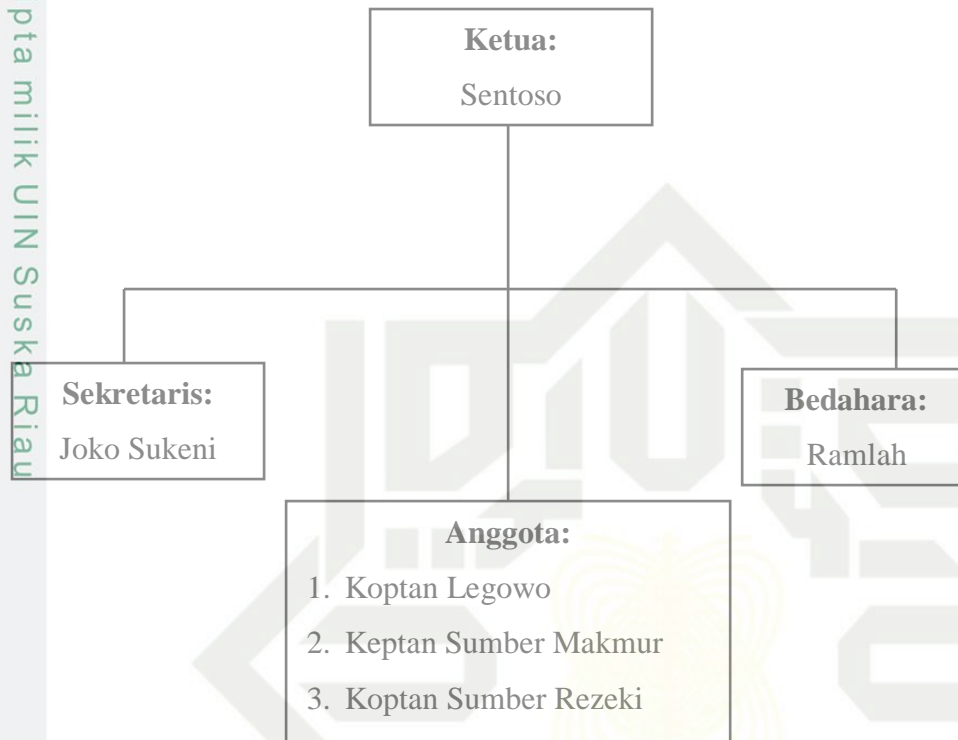 pta milik UIN Suska Riau
Ketua:
Sentoso
Sekretaris:
Joko Sukeni
Bedahara:
Ramlah
Anggota:
1. Koptan Legowo
2. Keptan Sumber Makmur
3. Koptan Sumber Rezeki